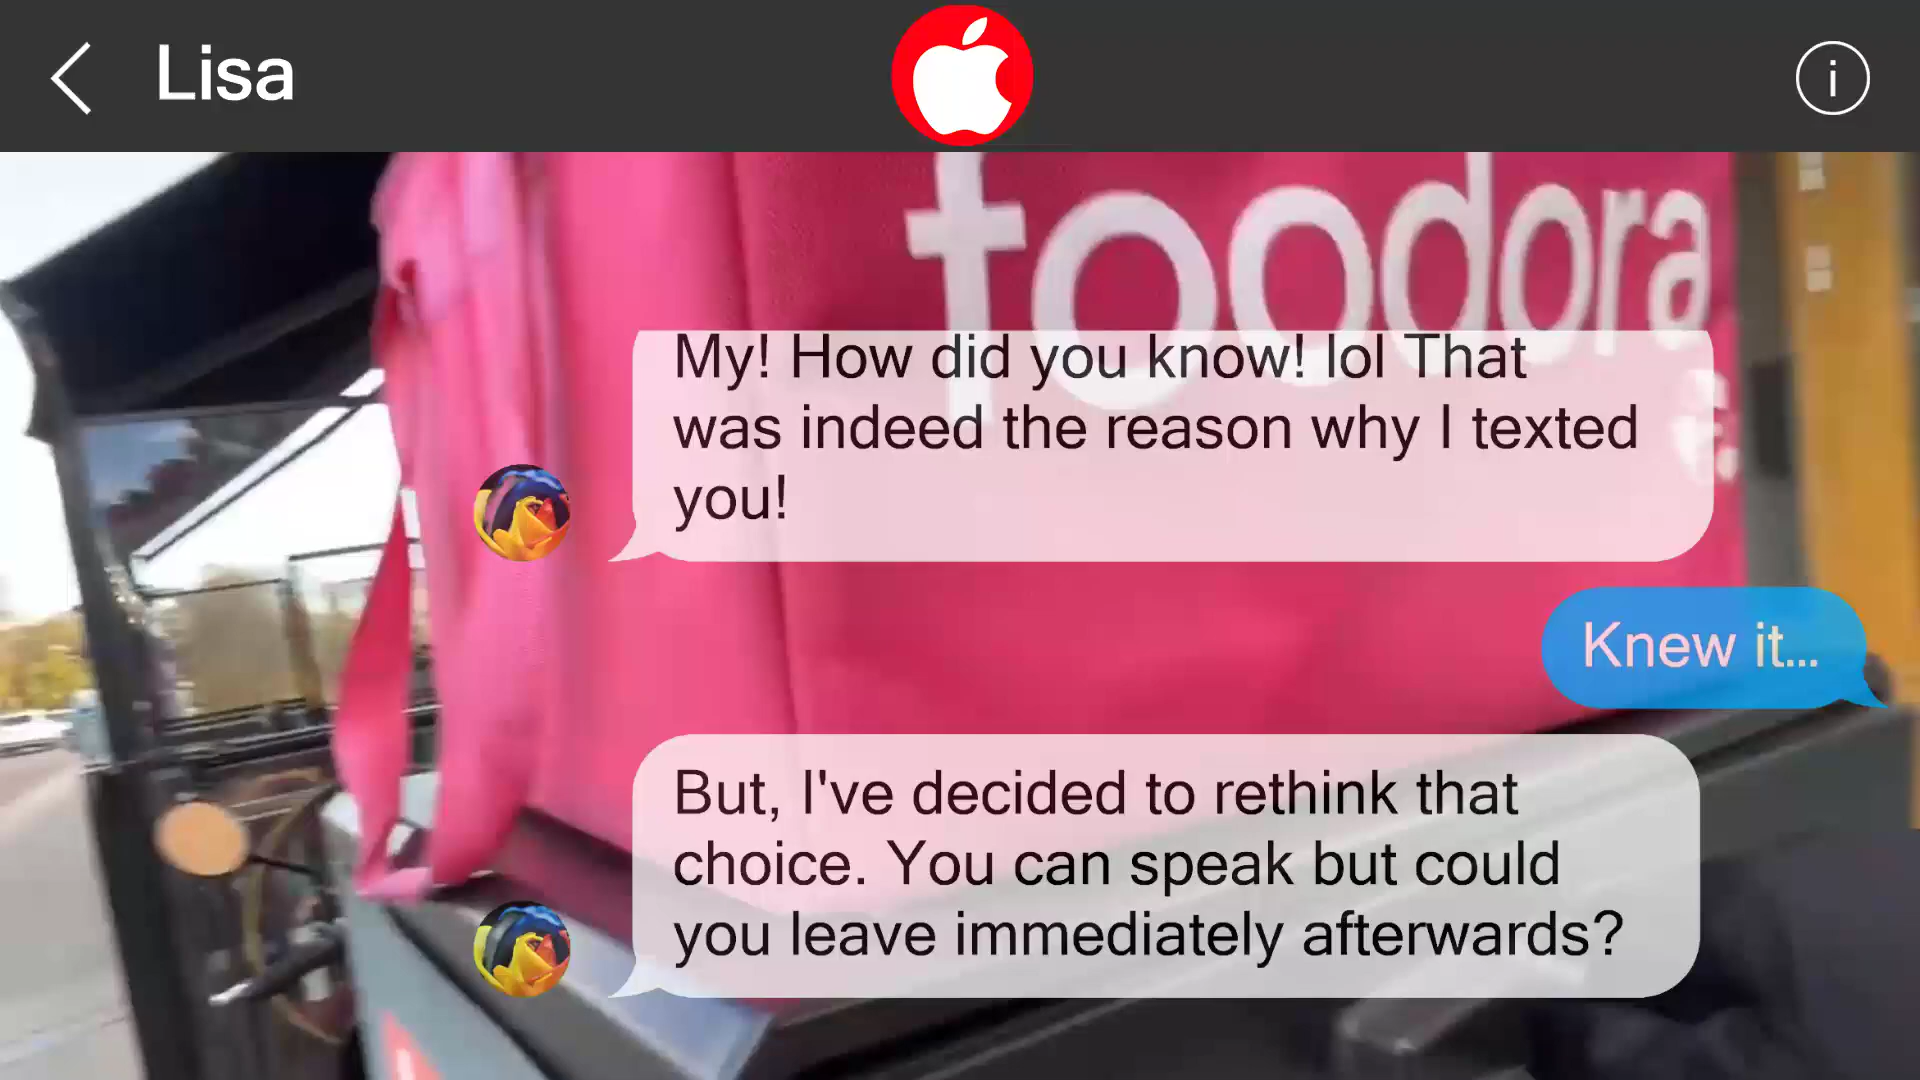 Lisa
foodora
My! How did you know! lol That
was indeed the reason why I texted
you!
Knew it...
But, I've decided to rethink that
choice. You can speak but could
you leave immediately afterwards?